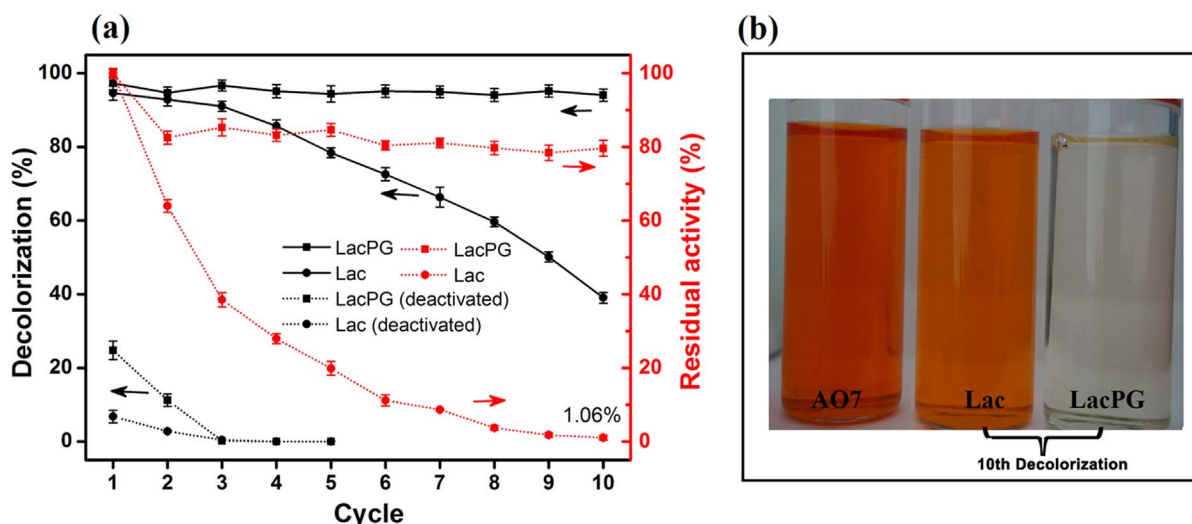 (a)
Decolorization (%)
100
80
60
40
20
0
LacPG
Lac
LacPG (deactivated)
Lac (deactivated)
LacPG
Lac
1.06%
100
80
60
40
20
0
Residual activity (%)
1 2 3 4 5 6 7 8 9 10
Cycle
(b)
AO7 Lac LacPG
10th Decolorization